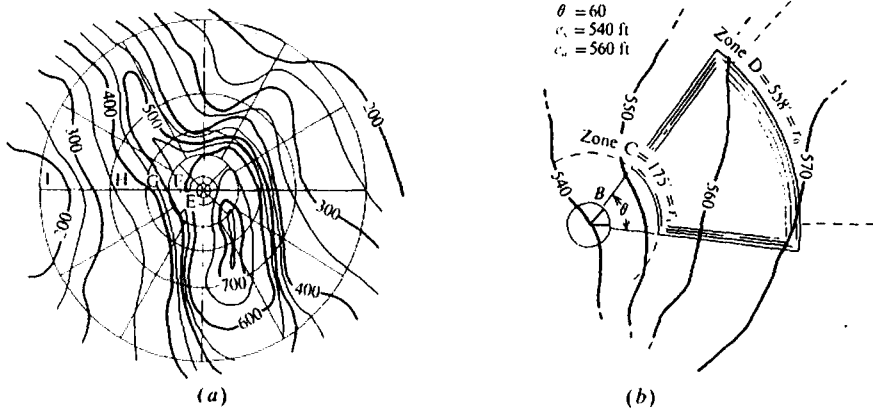 400
500
300
200
I H G F
E
300
200
700
400
600
(a)
θ = 60
= 540 ft
= 560 ft
Zone D = 558' = r₀
550
Zone C = 175' = r
570
540
B
θ
560
(b)